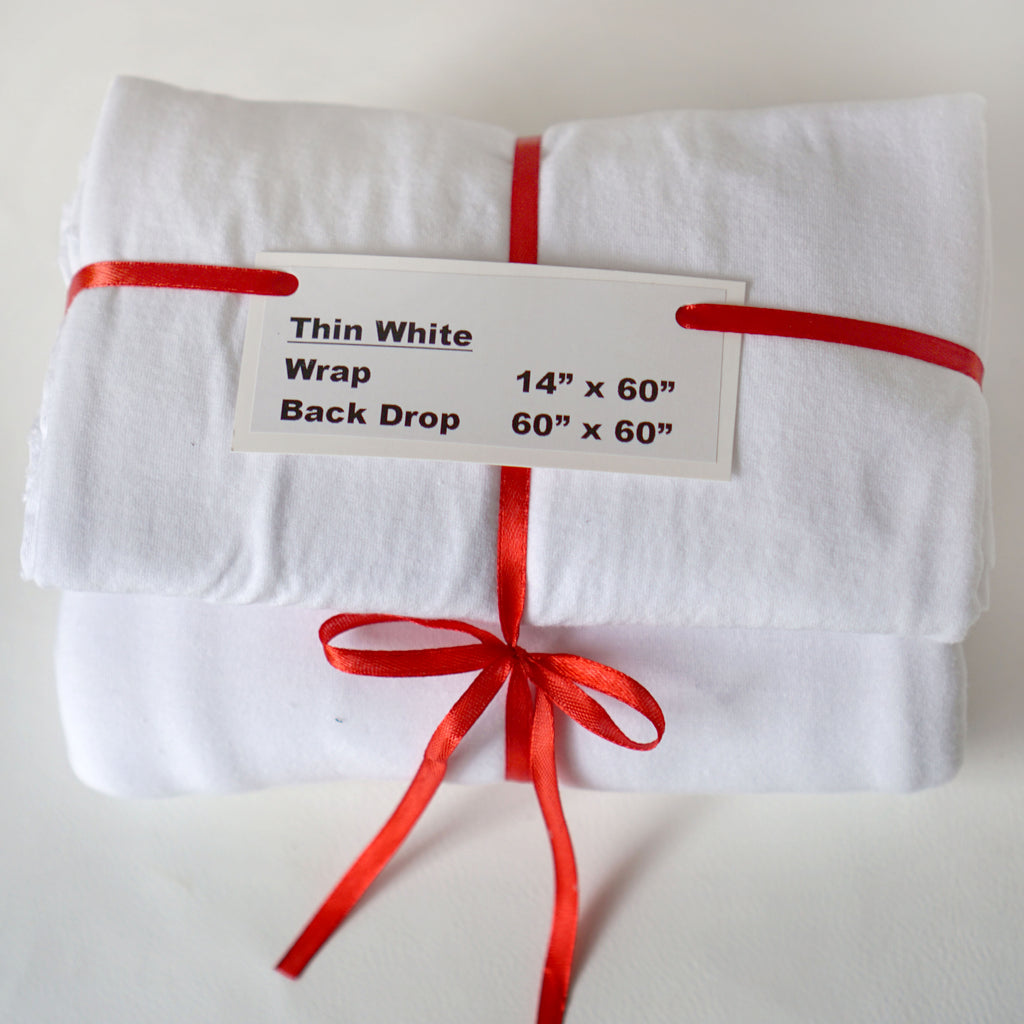 Thin White
Wrap 14” x 60”
Back Drop 60” x 60”